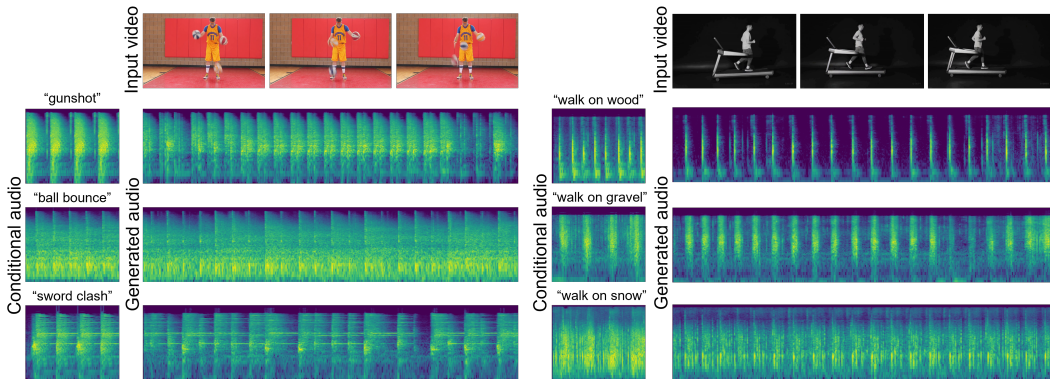 Input video
Conditional audio
Generated audio
“gunshot”
“ball bounce”
“sword clash”
Input video
Conditional audio
Generated audio
“walk on wood”
“walk on gravel”
“walk on snow”